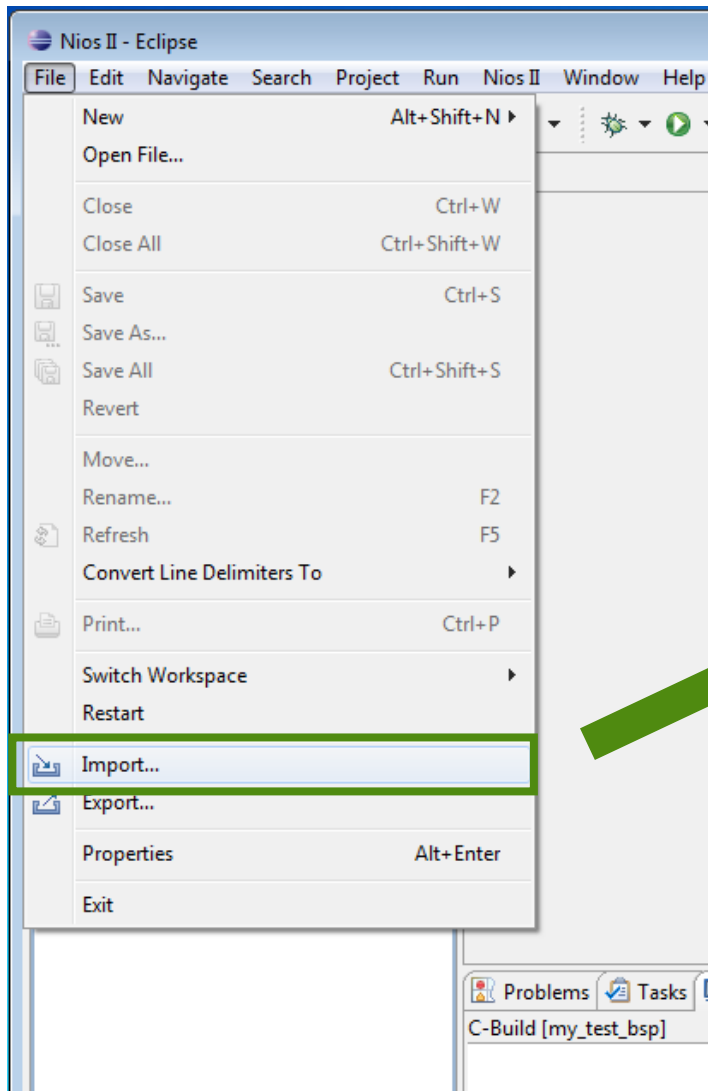 Nios II - Eclipse
File Edit Navigate Search Project Run Nios II Window Help
New Alt+Shift+N
Open File...
Close Ctrl+W
Close All Ctrl+Shift+W
Save Ctrl+S
Save As...
Save All Ctrl+Shift+S
Revert
Move...
Rename... F2
Refresh F5
Convert Line Delimiters To
Print... Ctrl+P
Switch Workspace
Restart
Import...
Export...
Properties Alt+Enter
Exit
Problems Tasks
C-Build [my_test_bsp]